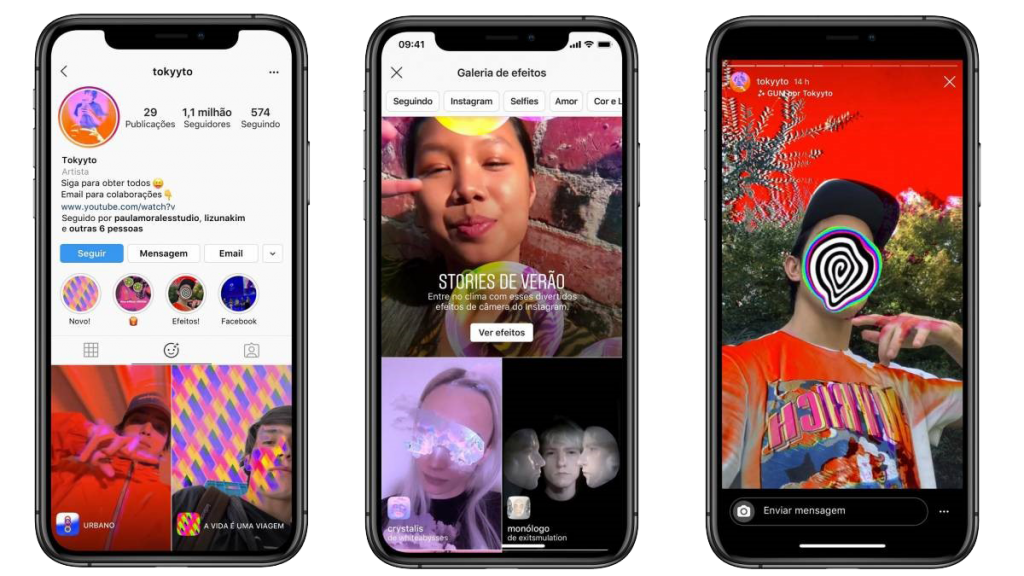 tokyyto
29 1,1 milhão 574
Publicações Seguidores Seguindo
Tokyyto
Artista
Siga para obter todos 😄
Email para colaborações 👇
www.youtube.com/watch?v
Seguido por paulamoralesstudio, lizunakim
e outras 6 pessoas
Seguir Mensagem Email
Novo! Efeitos! Facebook
URBANO
A VIDA É UMA VIAGEM
09:41
Galeria de efeitos
Seguindo Instagram Selfies Amor Cor e L
STORIES DE VERÃO
Entre no clima com esses divertidos
efeitos de câmera do Instagram.
Ver efeitos
crystalis
de whiteabysses
monólogo
de exitsmulation
tokyyto 14 h
GUM por Tokyyto
Enviar mensagem